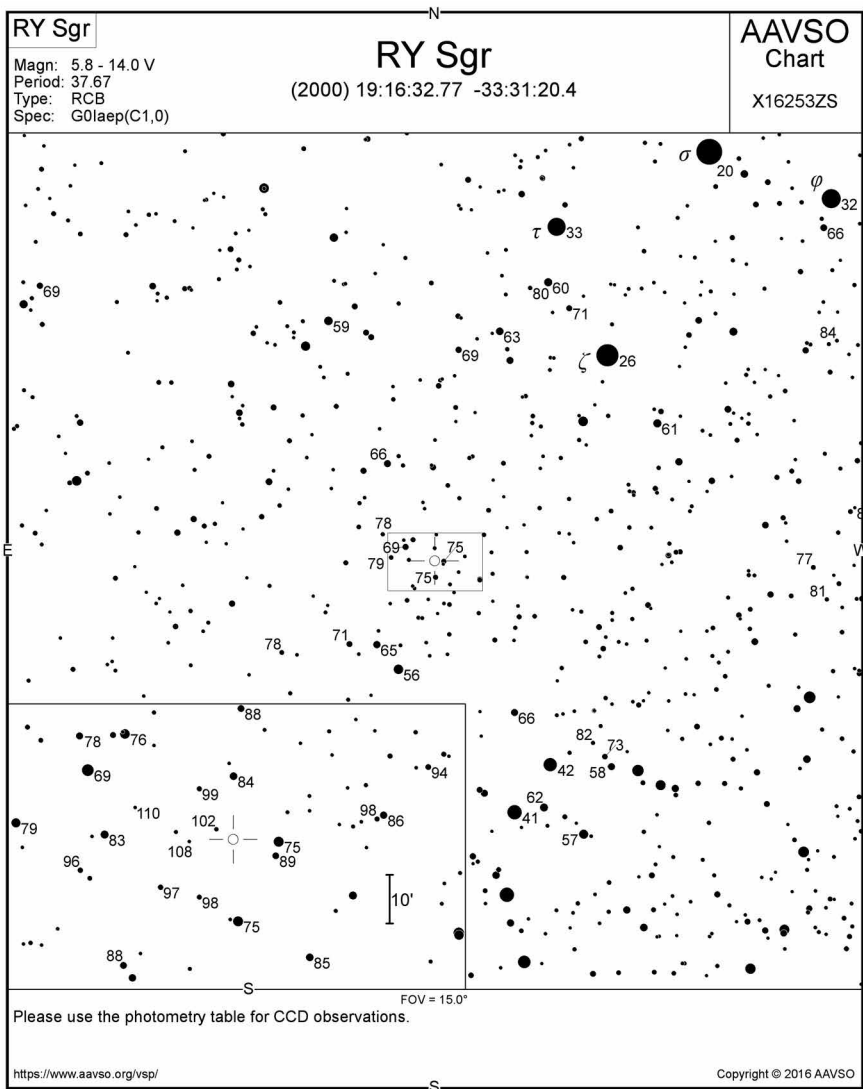 N
RY Sgr
Magn: 5.8 - 14.0 V
Period: 37.67
Type: RCB
Spec: G0Iaep(C1,0)
RY Sgr
(2000) 19:16:32.77 -33:31:20.4
AAVSO
Chart
X16253ZS
σ
20
φ
32
66
τ
33
69
80
60
71
59
63
84
69
ζ
26
61
66
78
69
75
E
W
8
79
75
77
81
78
71
65
56
66
82
73
42
58
62
41
57
88
78
76
69
84
94
99
110
98
86
79
102
83
108
75
89
96
97
98
10'
75
88
85
S
FOV = 15.0°
Please use the photometry table for CCD observations.
https://www.aavso.org/vsp/
Copyright © 2016 AAVSO
S